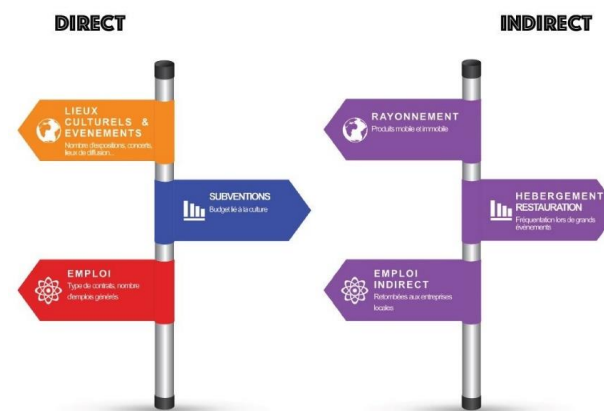 DIRECT
LIEUX
CULTURELS &
EVENEMENTS
Nombre d'expositions, concerts,
lieux de diffusion...
SUBVENTIONS
Budget lié à la culture
EMPLOI
Type de contrats, nombre
d'emplois générés
INDIRECT
RAYONNEMENT
Produits mobile et immobile
HEBERGEMENT
RESTAURATION
Fréquentation lors de grands
événements
EMPLOI
INDIRECT
Retombées aux entreprises
locales